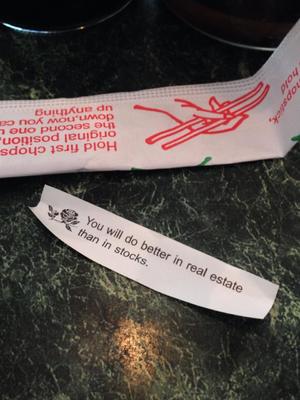 Hold first chops
original position,
the second one u
down.now you ca
up anything
hopstick,
hold
You will do better in real estate
than in stocks.